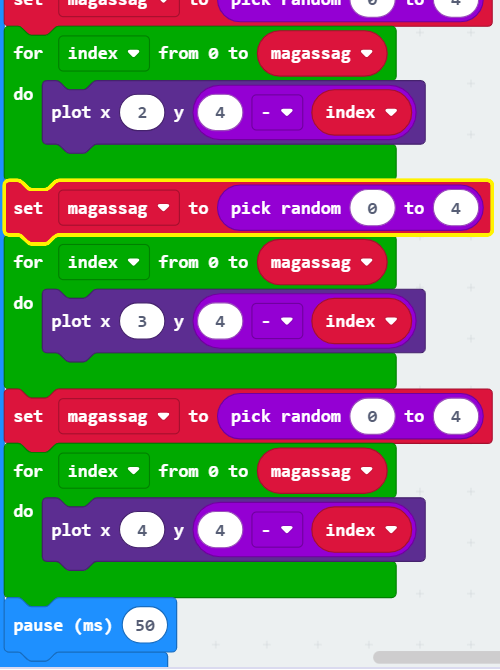 set magassag to pick random 0 to 4
for index from 0 to magassag
do
plot x 2 y 4 - index
set magassag to pick random 0 to 4
for index from 0 to magassag
do
plot x 3 y 4 - index
set magassag to pick random 0 to 4
for index from 0 to magassag
do
plot x 4 y 4 - index
pause (ms) 50